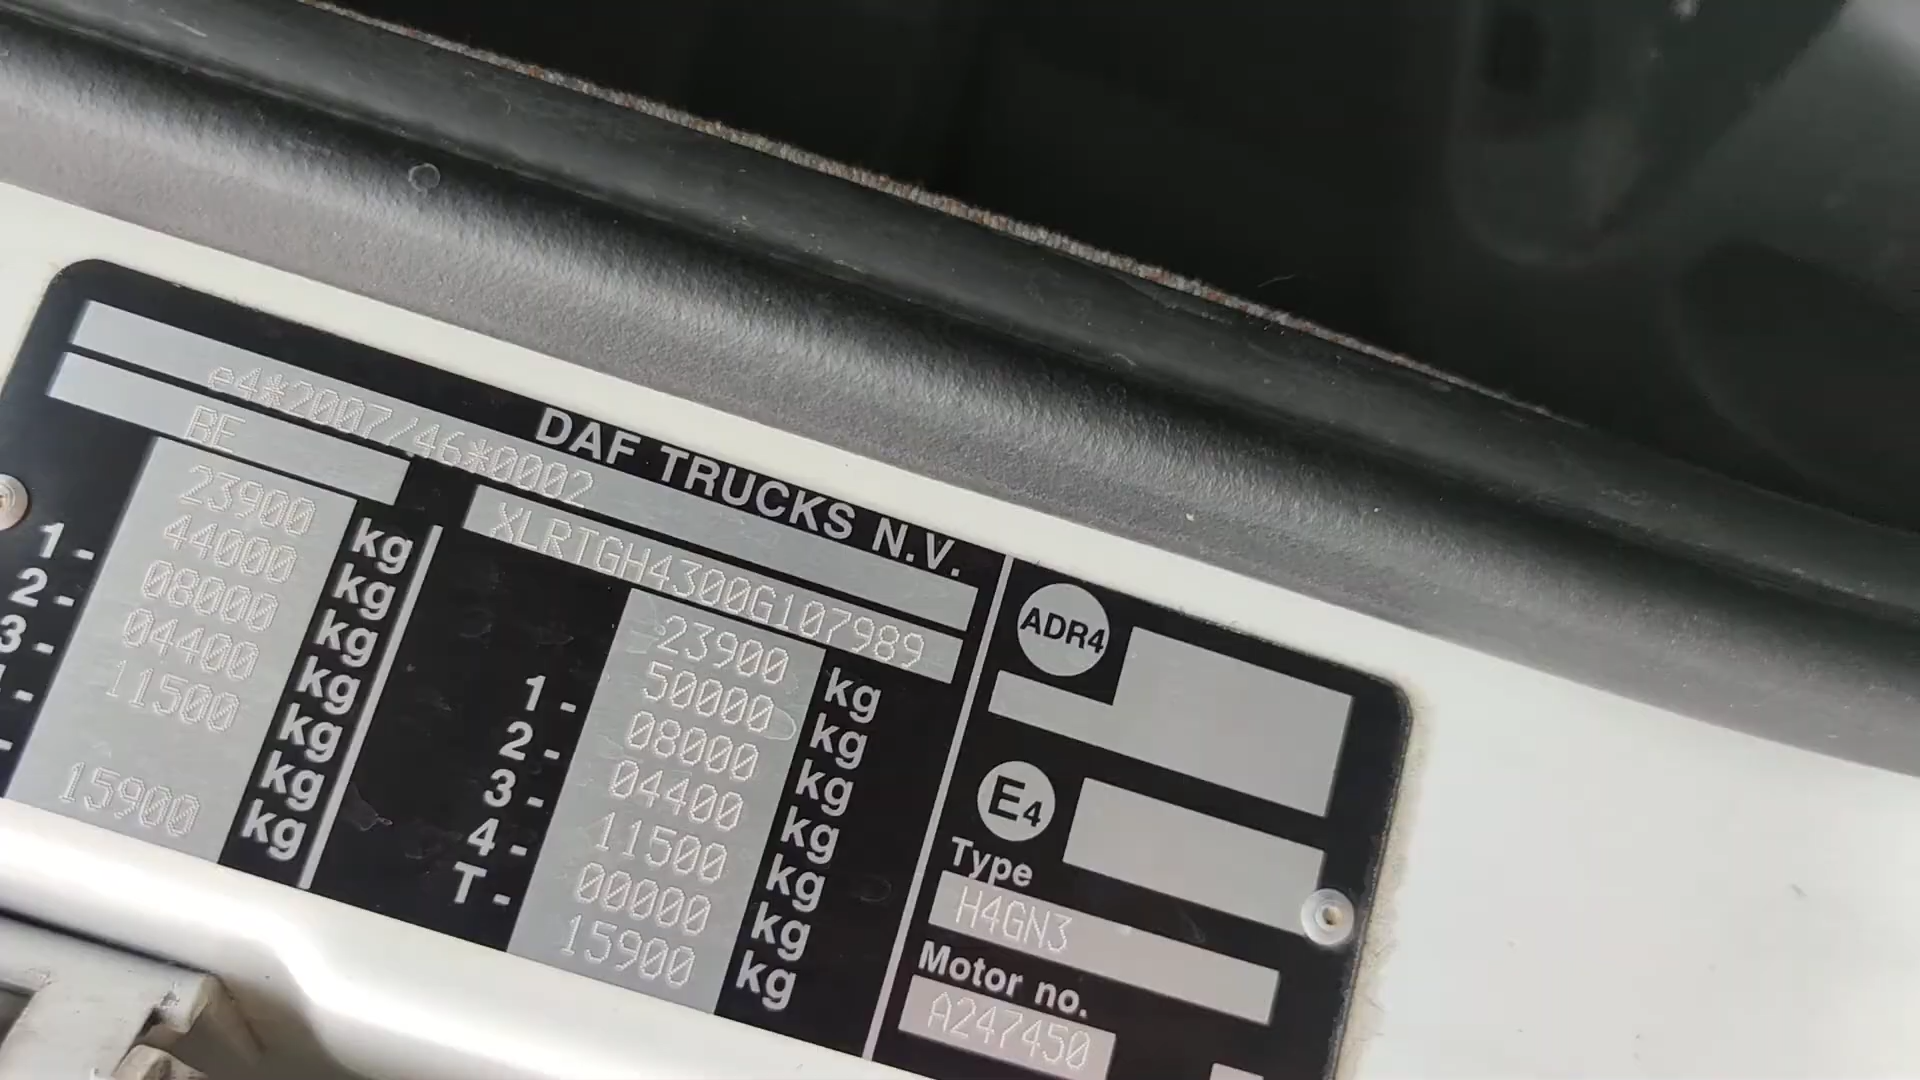 DAF TRUCKS N.V.
e4*2007/46*0002
BE
XLRTGH4300G107989
23900 kg
1- 44000 kg
2- 08000 kg
3- 04400 kg
- 11500 kg
- kg
15900 kg
23900 kg
1- 50000 kg
2- 08000 kg
3- 04400 kg
4- 11500 kg
T- 00000 kg
15900 kg
ADR4
E4
Type
H4GN3
Motor no.
A247450